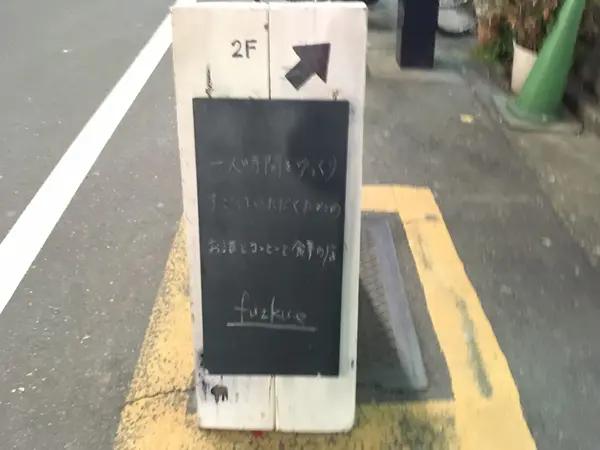 2F
一人時間をゆっくり
すごしていただくための
お酒とコーヒーと食事の店
fuzkue